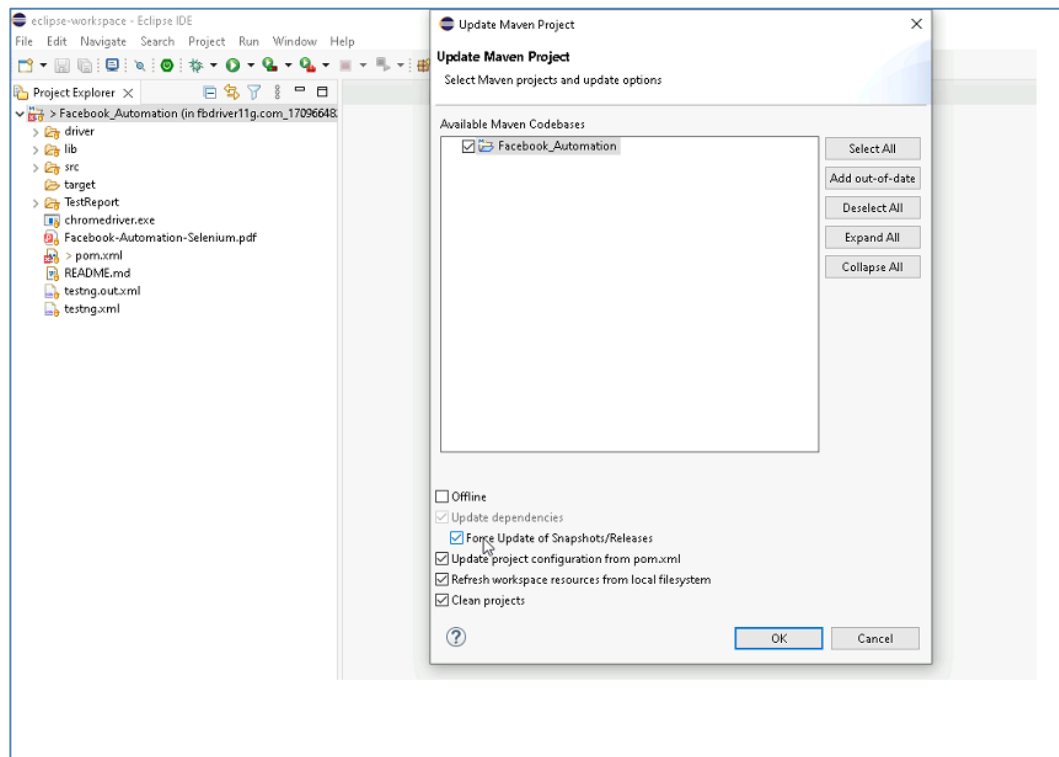 eclipse-workspace - Eclipse IDE
File Edit Navigate Search Project Run Window Help
Project Explorer
> Facebook_Automation (in fbdriver11g.com_17096648
driver
lib
src
target
TestReport
chromedriver.exe
Facebook-Automation-Selenium.pdf
> pom.xml
README.md
testng.out.xml
testng.xml
Update Maven Project
Update Maven Project
Select Maven projects and update options
Available Maven Codebases
Facebook_Automation
Select All
Add out-of-date
Deselect All
Expand All
Collapse All
Offline
Update dependencies
Force Update of Snapshots/Releases
Update project configuration from pom.xml
Refresh workspace resources from local filesystem
Clean projects
OK
Cancel